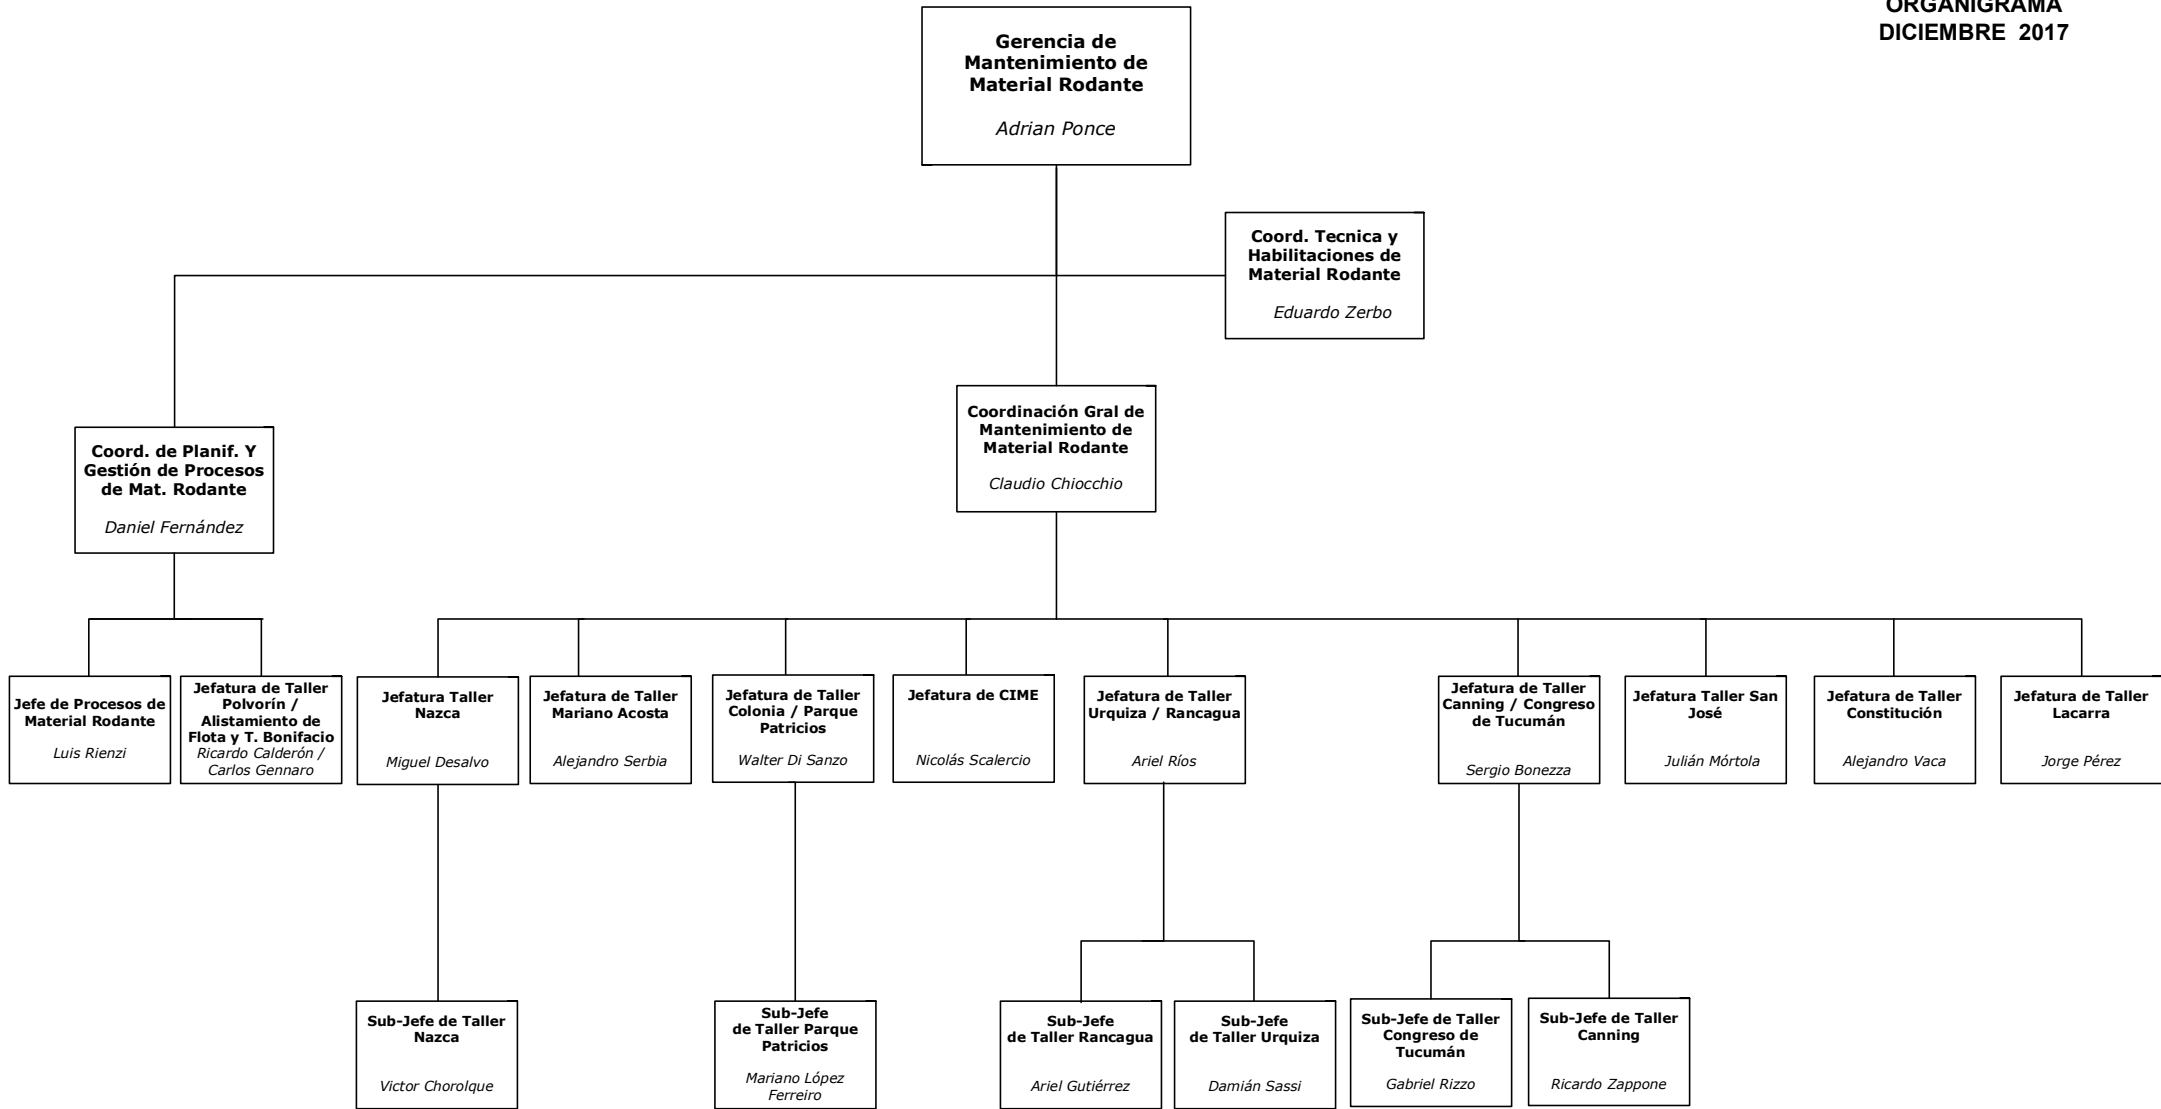 ORGANIGRAMA
DICIEMBRE 2017
Gerencia de
Mantenimiento de
Material Rodante
Adrian Ponce
Coord. Tecnica y
Habilitaciones de
Material Rodante
Eduardo Zerbo
Coordinación Gral de
Mantenimiento de
Material Rodante
Claudio Chiocchio
Coord. de Planif. Y
Gestión de Procesos
de Mat. Rodante
Daniel Fernández
Jefe de Procesos de
Material Rodante
Luis Rienzi
Jefatura de Taller
Polvorín /
Alistamiento de
Flota y T. Bonifacio
Ricardo Calderón /
Carlos Gennaro
Jefatura Taller
Nazca
Miguel Desalvo
Jefatura de Taller
Mariano Acosta
Alejandro Serbia
Jefatura de Taller
Colonia / Parque
Patricios
Walter Di Sanzo
Jefatura de CIME
Nicolás Scalercio
Jefatura de Taller
Urquiza / Rancagua
Ariel Ríos
Jefatura de Taller
Canning / Congreso
de Tucumán
Sergio Bonezza
Jefatura Taller San
José
Julián Mórtola
Jefatura de Taller
Constitución
Alejandro Vaca
Jefatura de Taller
Lacarra
Jorge Pérez
Sub-Jefe de Taller
Nazca
Victor Chorolque
Sub-Jefe
de Taller Parque
Patricios
Mariano López
Ferreiro
Sub-Jefe
de Taller Rancagua
Ariel Gutiérrez
Sub-Jefe
de Taller Urquiza
Damián Sassi
Sub-Jefe de Taller
Congreso de
Tucumán
Gabriel Rizzo
Sub-Jefe de Taller
Canning
Ricardo Zappone